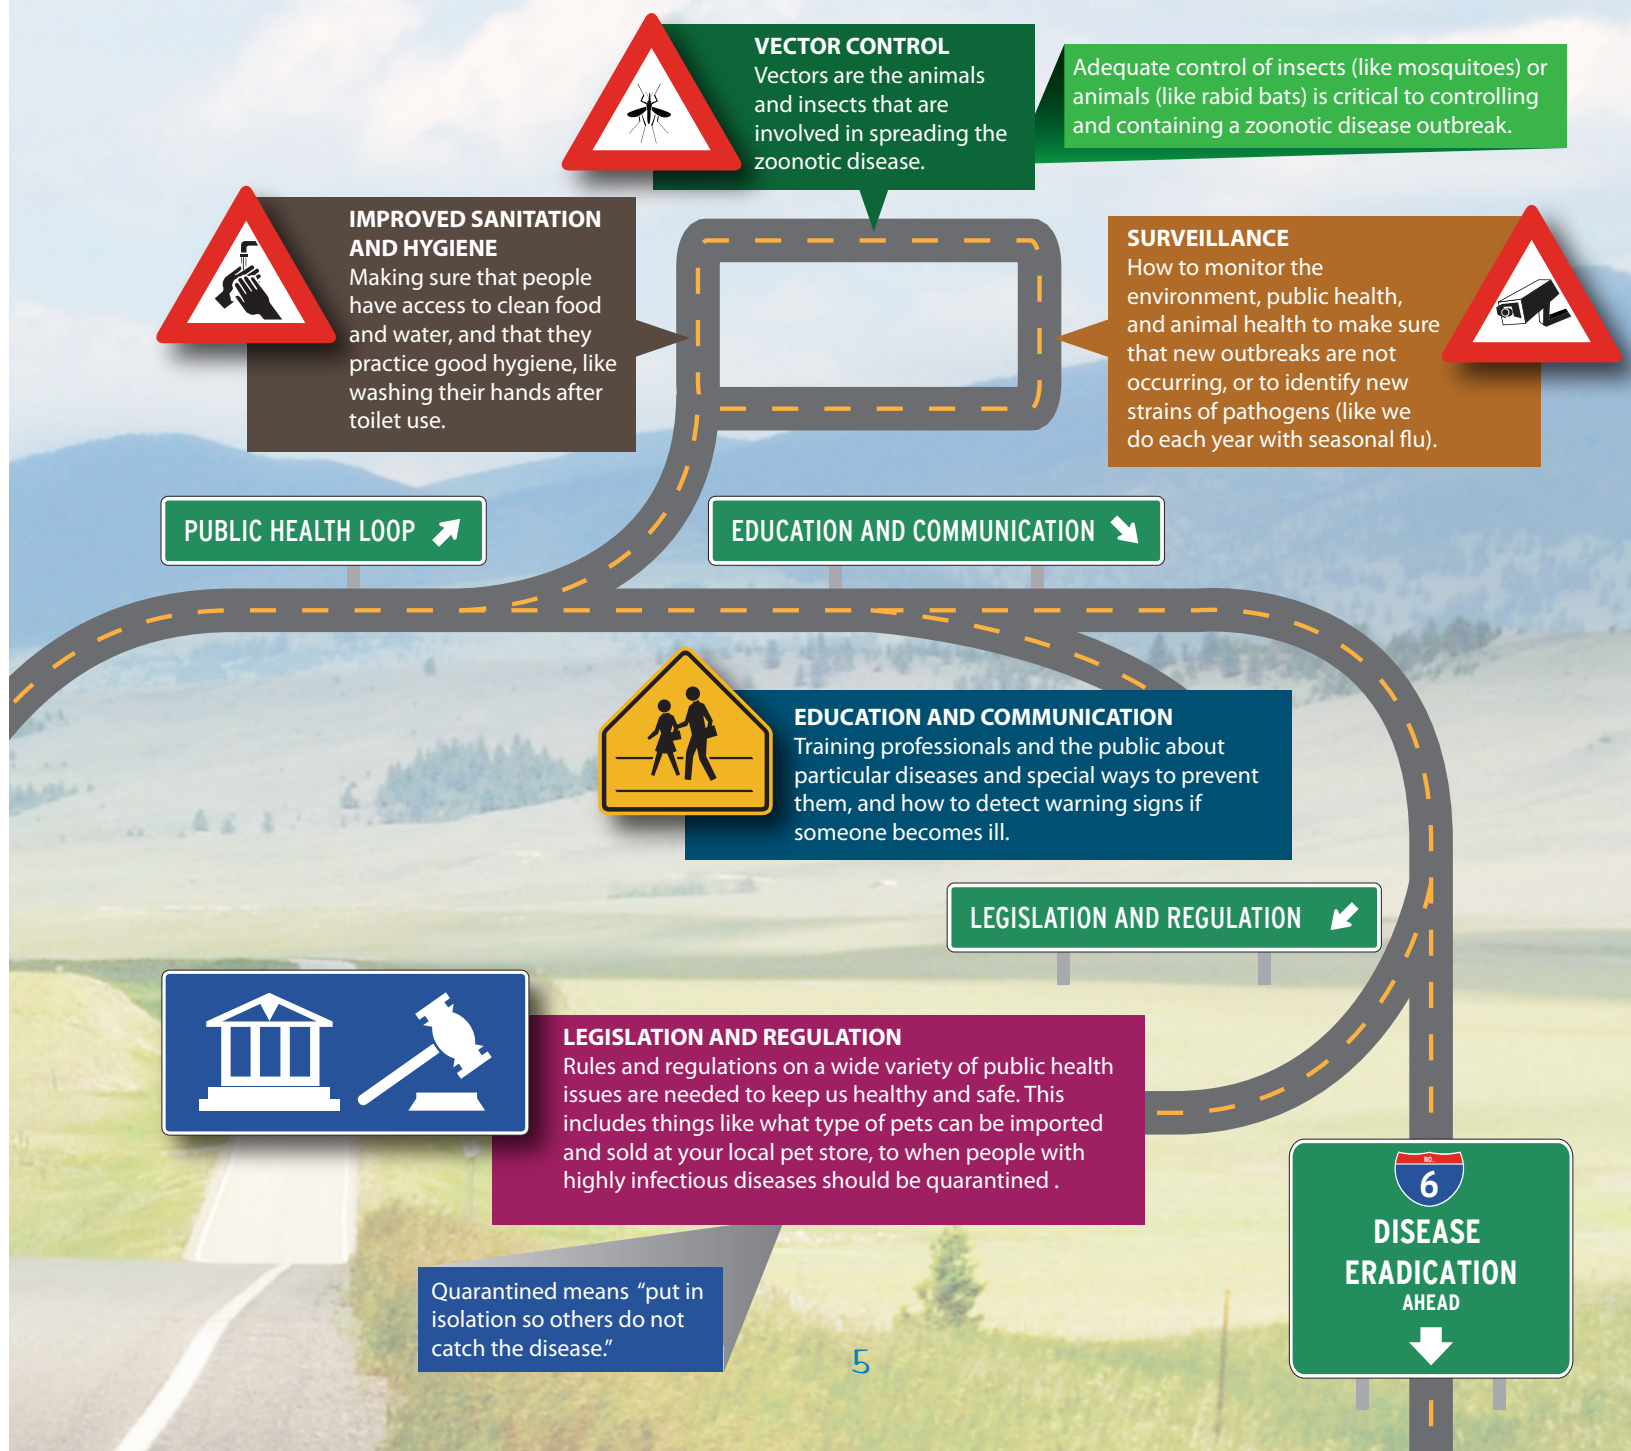 VECTOR CONTROL
Vectors are the animals
and insects that are
involved in spreading the
zoonotic disease.
Adequate control of insects (like mosquitoes) or
animals (like rabid bats) is critical to controlling
and containing a zoonotic disease outbreak.
IMPROVED SANITATION
AND HYGIENE
Making sure that people
have access to clean food
and water, and that they
practice good hygiene, like
washing their hands after
toilet use.
SURVEILLANCE
How to monitor the
environment, public health,
and animal health to make sure
that new outbreaks are not
occurring, or to identify new
strains of pathogens (like we
do each year with seasonal flu).
PUBLIC HEALTH LOOP
EDUCATION AND COMMUNICATION
EDUCATION AND COMMUNICATION
Training professionals and the public about
particular diseases and special ways to prevent
them, and how to detect warning signs if
someone becomes ill.
LEGISLATION AND REGULATION
LEGISLATION AND REGULATION
Rules and regulations on a wide variety of public health
issues are needed to keep us healthy and safe. This
includes things like what type of pets can be imported
and sold at your local pet store, to when people with
highly infectious diseases should be quarantined .
Quarantined means “put in
isolation so others do not
catch the disease.”
NO.
6
DISEASE
ERADICATION
AHEAD
5